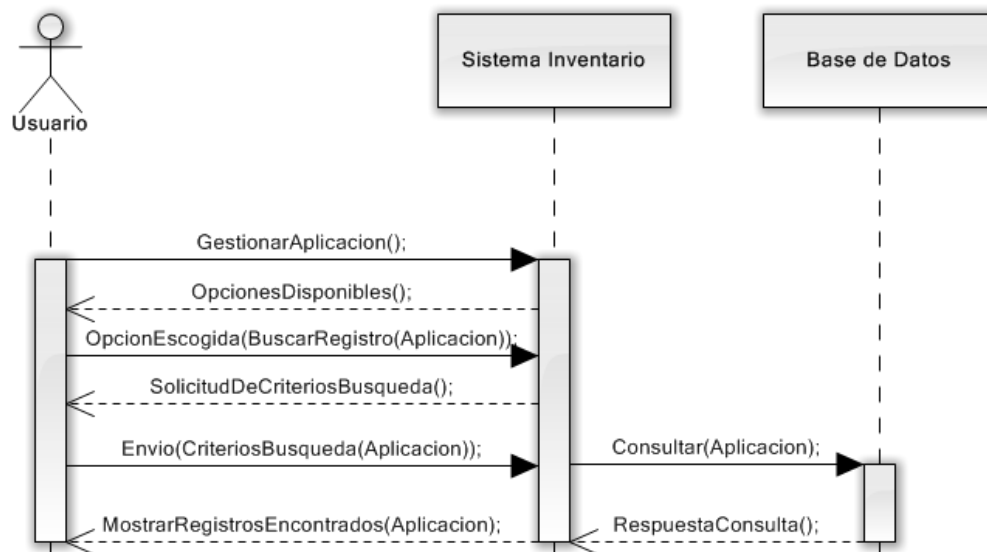 Sistema Inventario
Base de Datos
Usuario
GestionarAplicacion();
OpcionesDisponibles();
OpcionEscogida(BuscarRegistro(Aplicacion));
SolicitudDeCriteriosBusqueda();
Envio(CriteriosBusqueda(Aplicacion));
Consultar(Aplicacion);
MostrarRegistrosEncontrados(Aplicacion);
RespuestaConsulta();